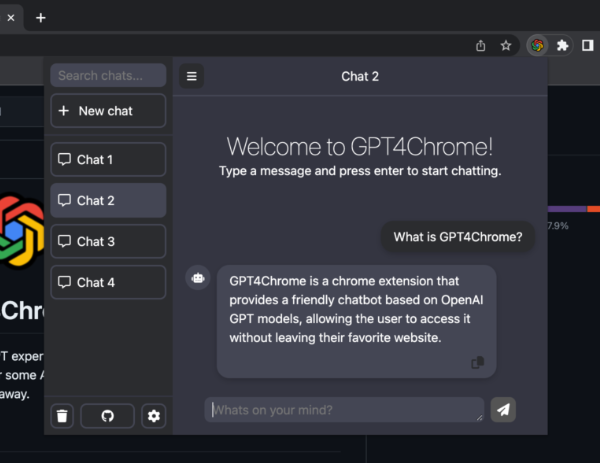 Search chats...
Chat 2
+ New chat
Chat 1
Welcome to GPT4Chrome!
Type a message and press enter to start chatting.
Chat 2
7.9%
What is GPT4Chrome?
Chat 3
GPT4Chrome is a chrome extension that
provides a friendly chatbot based on OpenAI
GPT models, allowing the user to access it
without leaving their favorite website.
Chat 4
Chr
T exper
r some A
away.
Whats on your mind?